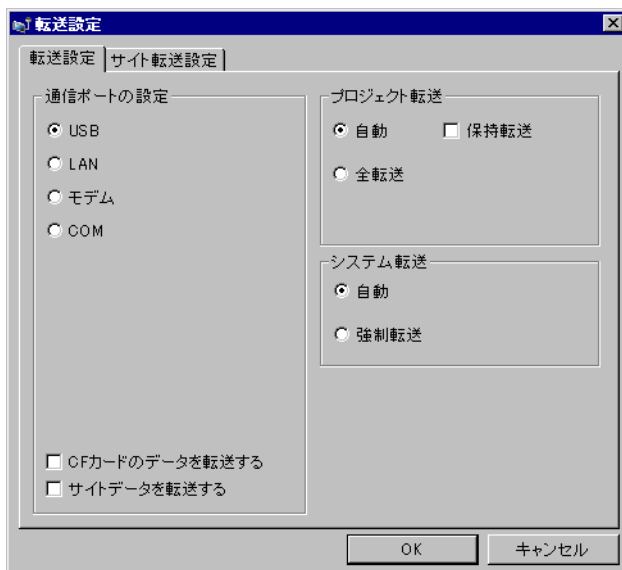 転送設定
転送設定 サイト転送設定
通信ポートの設定
USB
LAN
モデム
COM
CFカードのデータを転送する
サイトデータを転送する
プロジェクト転送
自動 保持転送
全転送
システム転送
自動
強制転送
OK キャンセル